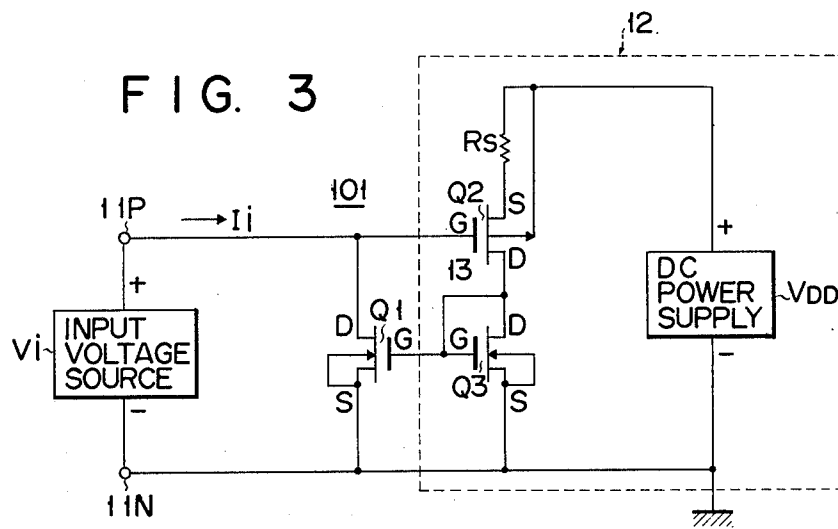 12
FIG. 3
Rs
101
Q2
S
11P
Ii
G
+
13
D
+
DC
POWER
SUPPLY
VDD
+
Q1
D
D
Vi
INPUT
VOLTAGE
SOURCE
G
G
Q3
−
S
S
−
11N